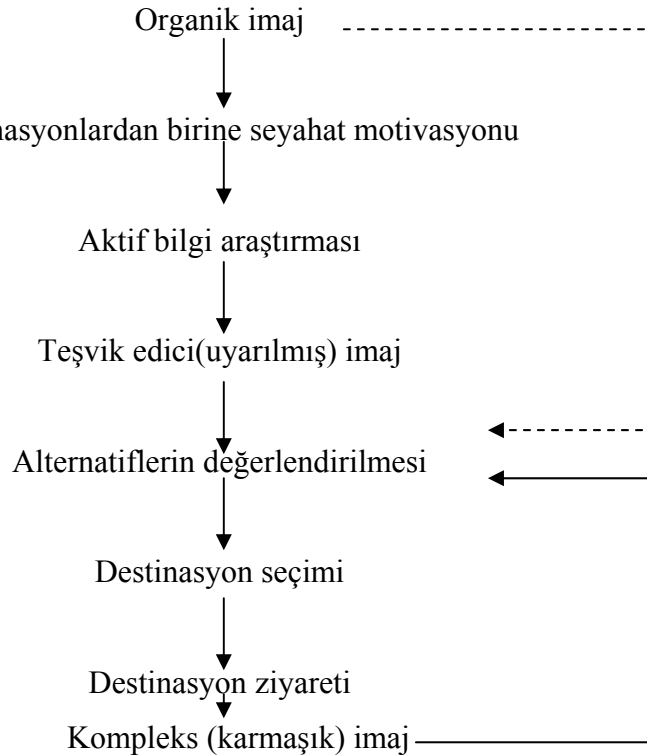 Organik imaj
birine seyahat motivasyonu
Aktif bilgi araştırması
Teşvik edici(uyarılmış) imaj
Alternatiflerin değerlendirilmesi
Destinasyon seçimi
Destinasyon ziyareti
Kompleks (karmaşık) imaj